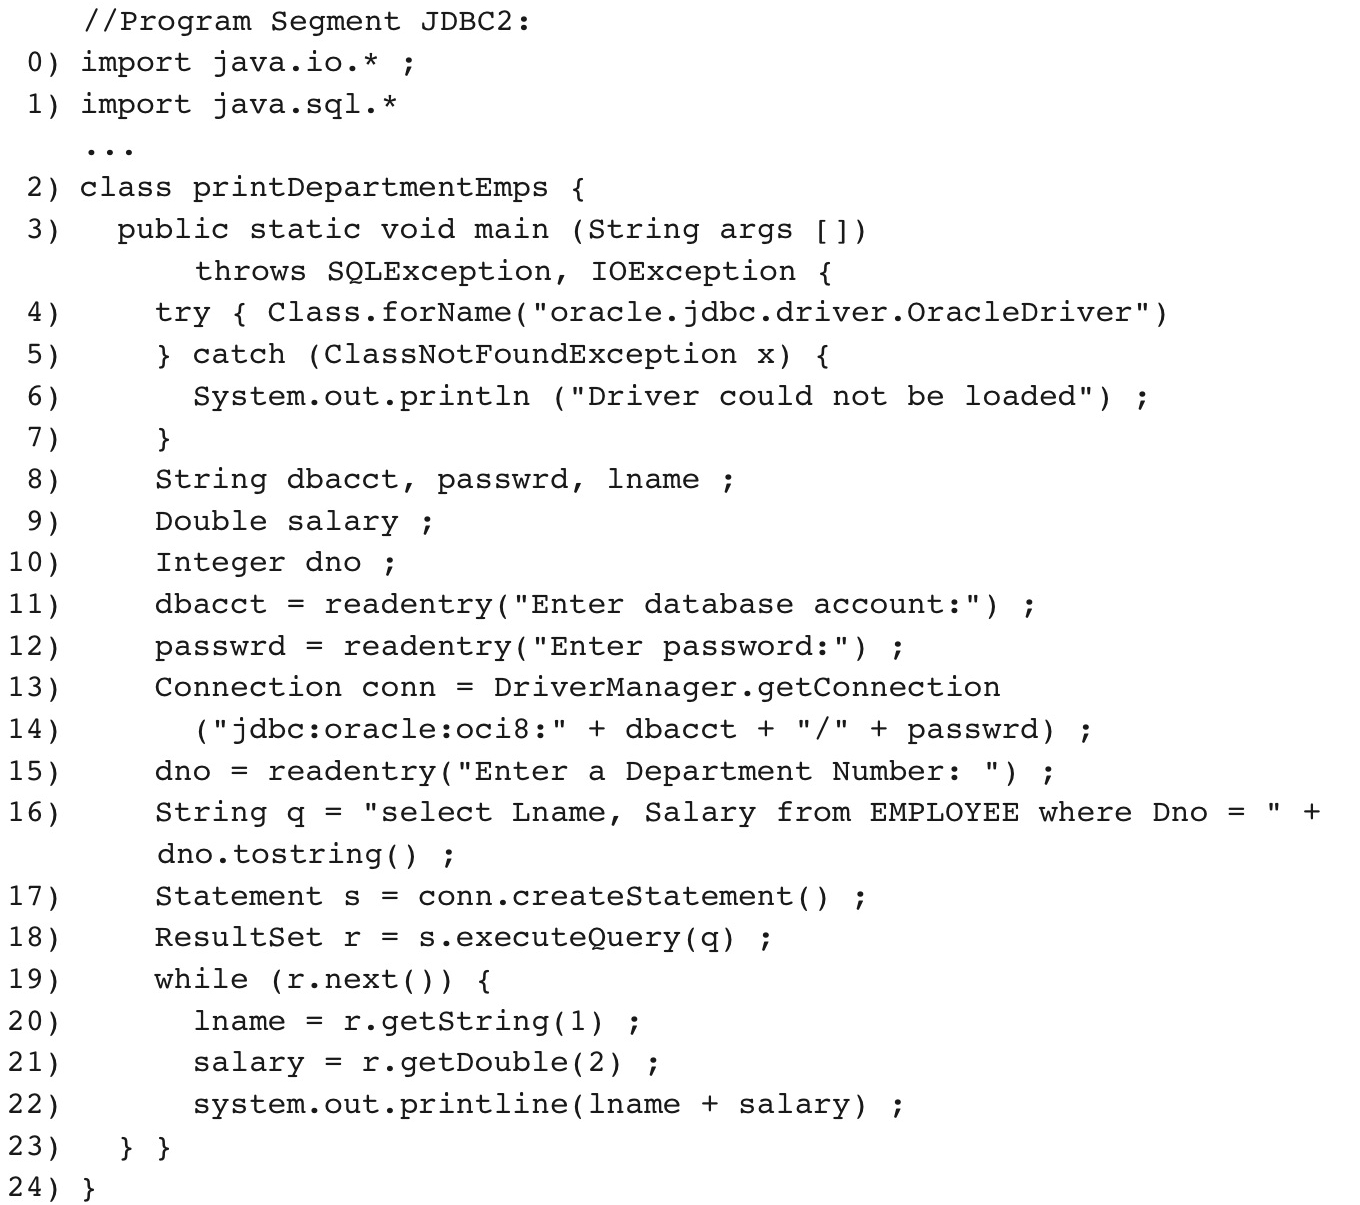 //Program Segment JDBC2:
0) import java.io.* ;
1) import java.sql.*
...
2) class printDepartmentEmps {
3) public static void main (String args [])
throws SQLException, IOException {
4) try { Class.forName("oracle.jdbc.driver.OracleDriver")
5) } catch (ClassNotFoundException x) {
6) System.out.println ("Driver could not be loaded") ;
7) }
8) String dbacct, passwrd, lname ;
9) Double salary ;
10) Integer dno ;
11) dbacct = readentry("Enter database account:") ;
12) passwrd = readentry("Enter password:") ;
13) Connection conn = DriverManager.getConnection
14) ("jdbc:oracle:oci8:" + dbacct + "/" + passwrd) ;
15) dno = readentry("Enter a Department Number: ") ;
16) String q = "select Lname, Salary from EMPLOYEE where Dno = " +
dno.tostring() ;
17) Statement s = conn.createStatement() ;
18) ResultSet r = s.executeQuery(q) ;
19) while (r.next()) {
20) lname = r.getString(1) ;
21) salary = r.getDouble(2) ;
22) system.out.printline(lname + salary) ;
23) } }
24) }